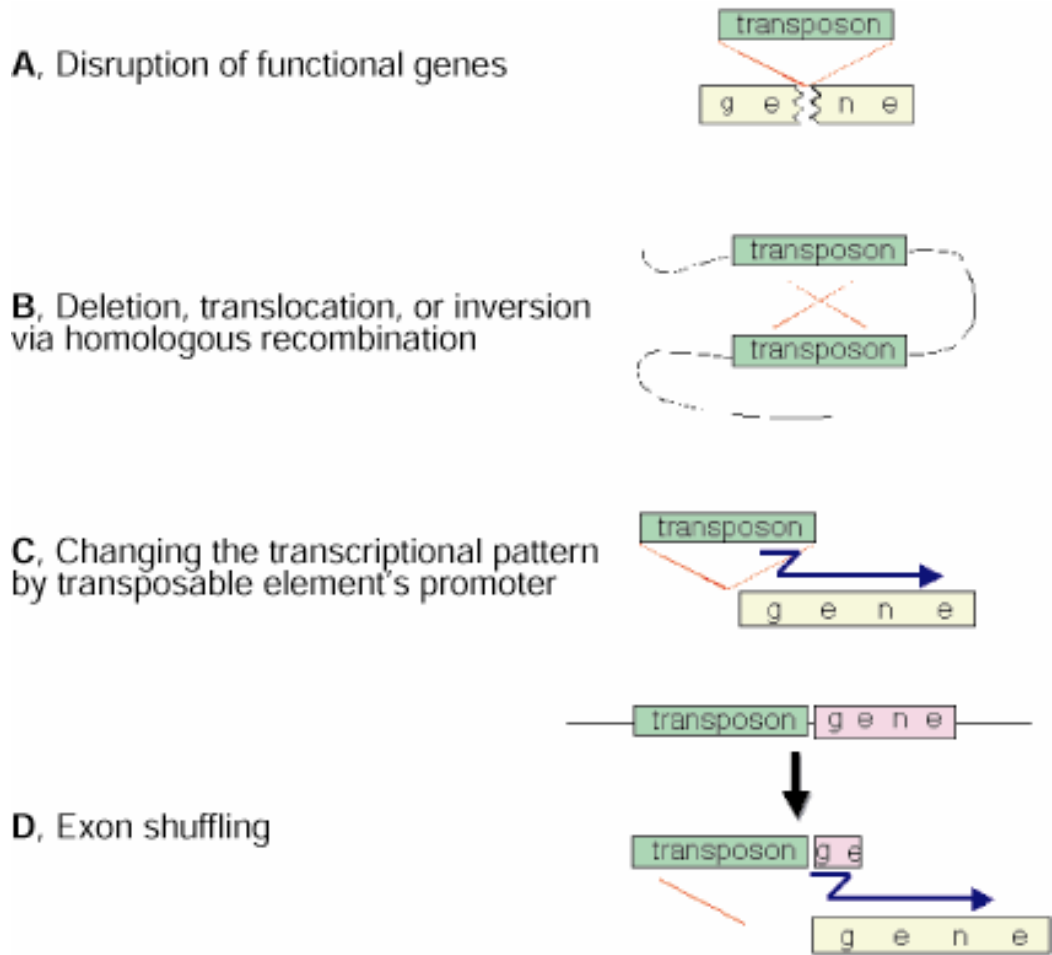 transposon
A, Disruption of functional genes
g e n e
transposon
B, Deletion, translocation, or inversion
via homologous recombination
transposon
transposon
C, Changing the transcriptional pattern
by transposable element's promoter
g e n e
transposon g e n e
D, Exon shuffling
transposon g e
g e n e